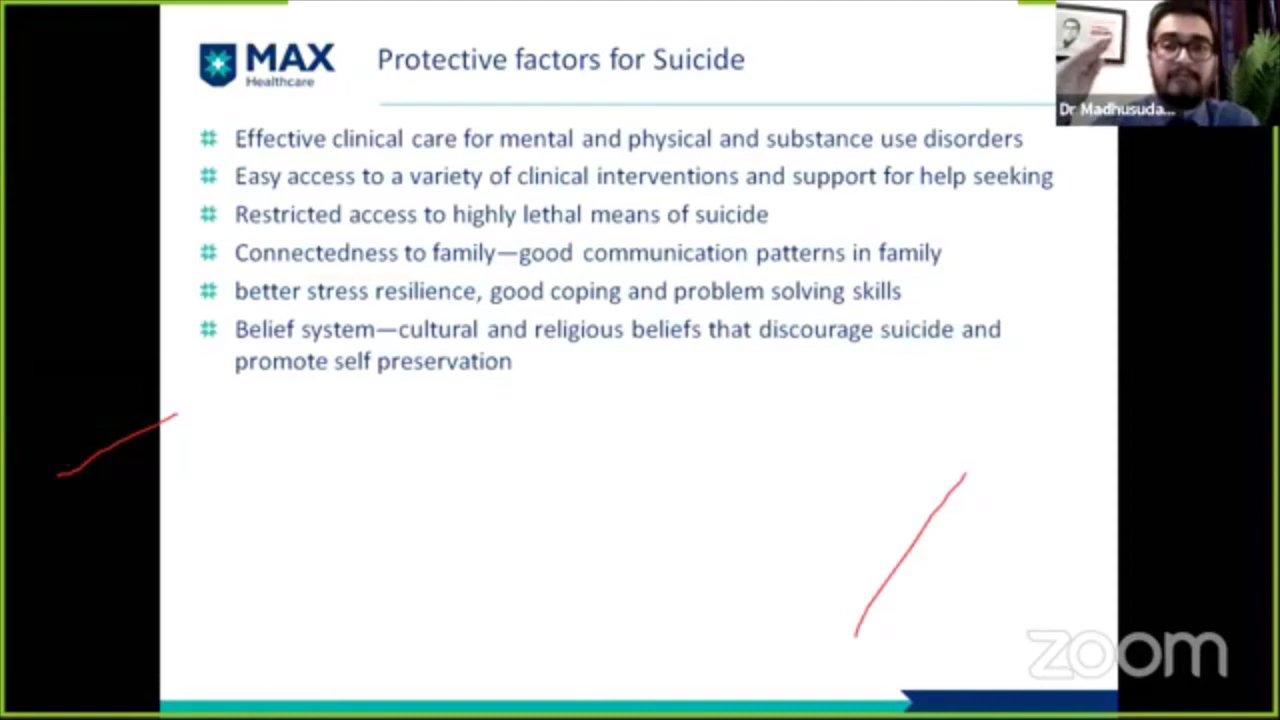 MAX
Healthcare
Protective factors for Suicide
Dr Madhusuda...
Effective clinical care for mental and physical and substance use disorders
Easy access to a variety of clinical interventions and support for help seeking
Restricted access to highly lethal means of suicide
Connectedness to family—good communication patterns in family
better stress resilience, good coping and problem solving skills
Belief system—cultural and religious beliefs that discourage suicide and
promote self preservation
zoom